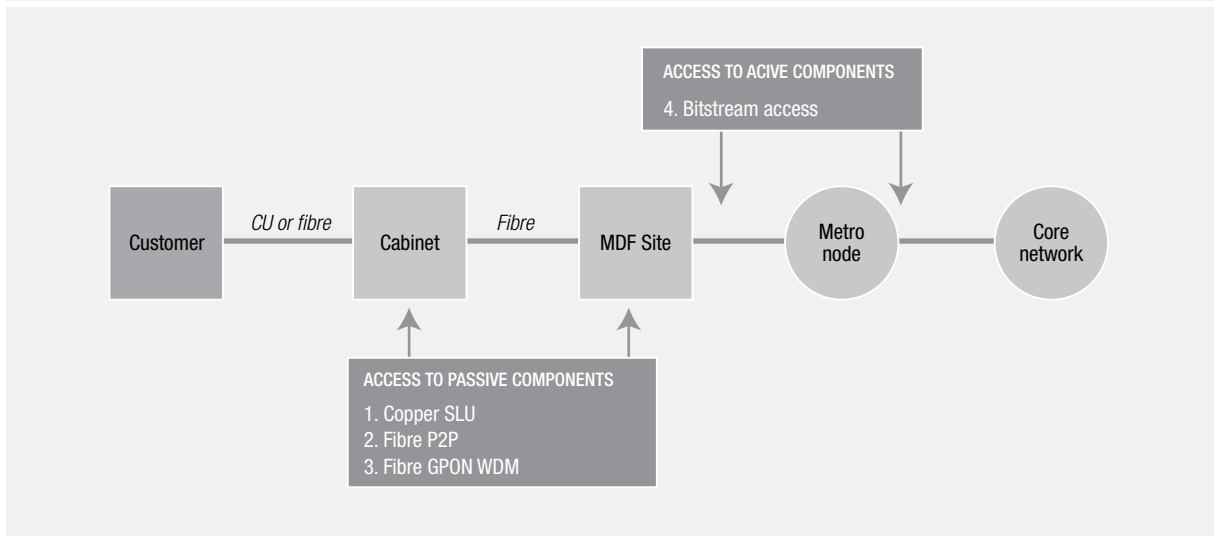 ACCESS TO ACIVE COMPONENTS
4. Bitstream access
Customer
CU or fibre
Cabinet
Fibre
MDF Site
Metro
node
Core
network
ACCESS TO PASSIVE COMPONENTS
1. Copper SLU
2. Fibre P2P
3. Fibre GPON WDM